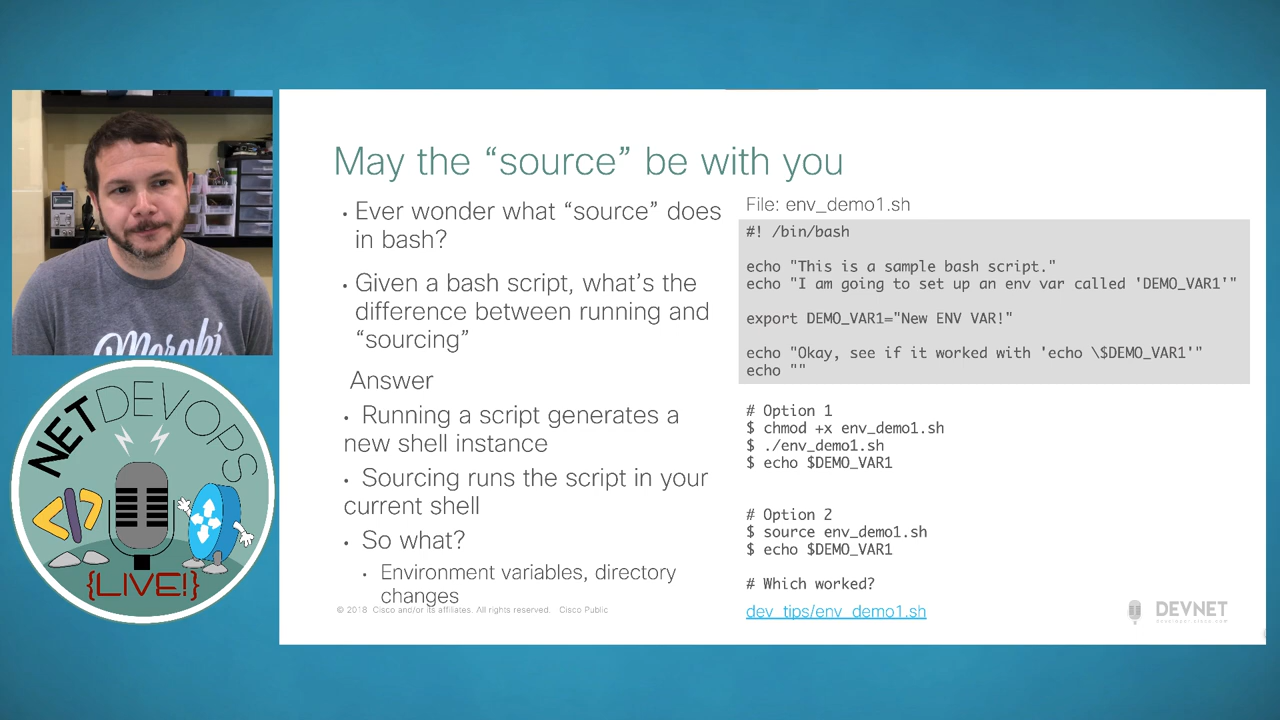 May the “source” be with you
• Ever wonder what “source” does
in bash?
• Given a bash script, what’s the
difference between running and
“sourcing”
Answer
• Running a script generates a
new shell instance
• Sourcing runs the script in your
current shell
• So what?
• Environment variables, directory
changes
© 2018 Cisco and/or its affiliates. All rights reserved. Cisco Public
File: env_demo1.sh
#! /bin/bash
echo "This is a sample bash script."
echo "I am going to set up an env var called 'DEMO_VAR1'"
export DEMO_VAR1="New ENV VAR!"
echo "Okay, see if it worked with 'echo \$DEMO_VAR1'"
echo ""
# Option 1
$ chmod +x env_demo1.sh
$ ./env_demo1.sh
$ echo $DEMO_VAR1
# Option 2
$ source env_demo1.sh
$ echo $DEMO_VAR1
# Which worked?
dev_tips/env_demo1.sh
DEVNET
developer.cisco.com
NETDEVOPS
</>
{LIVE!}